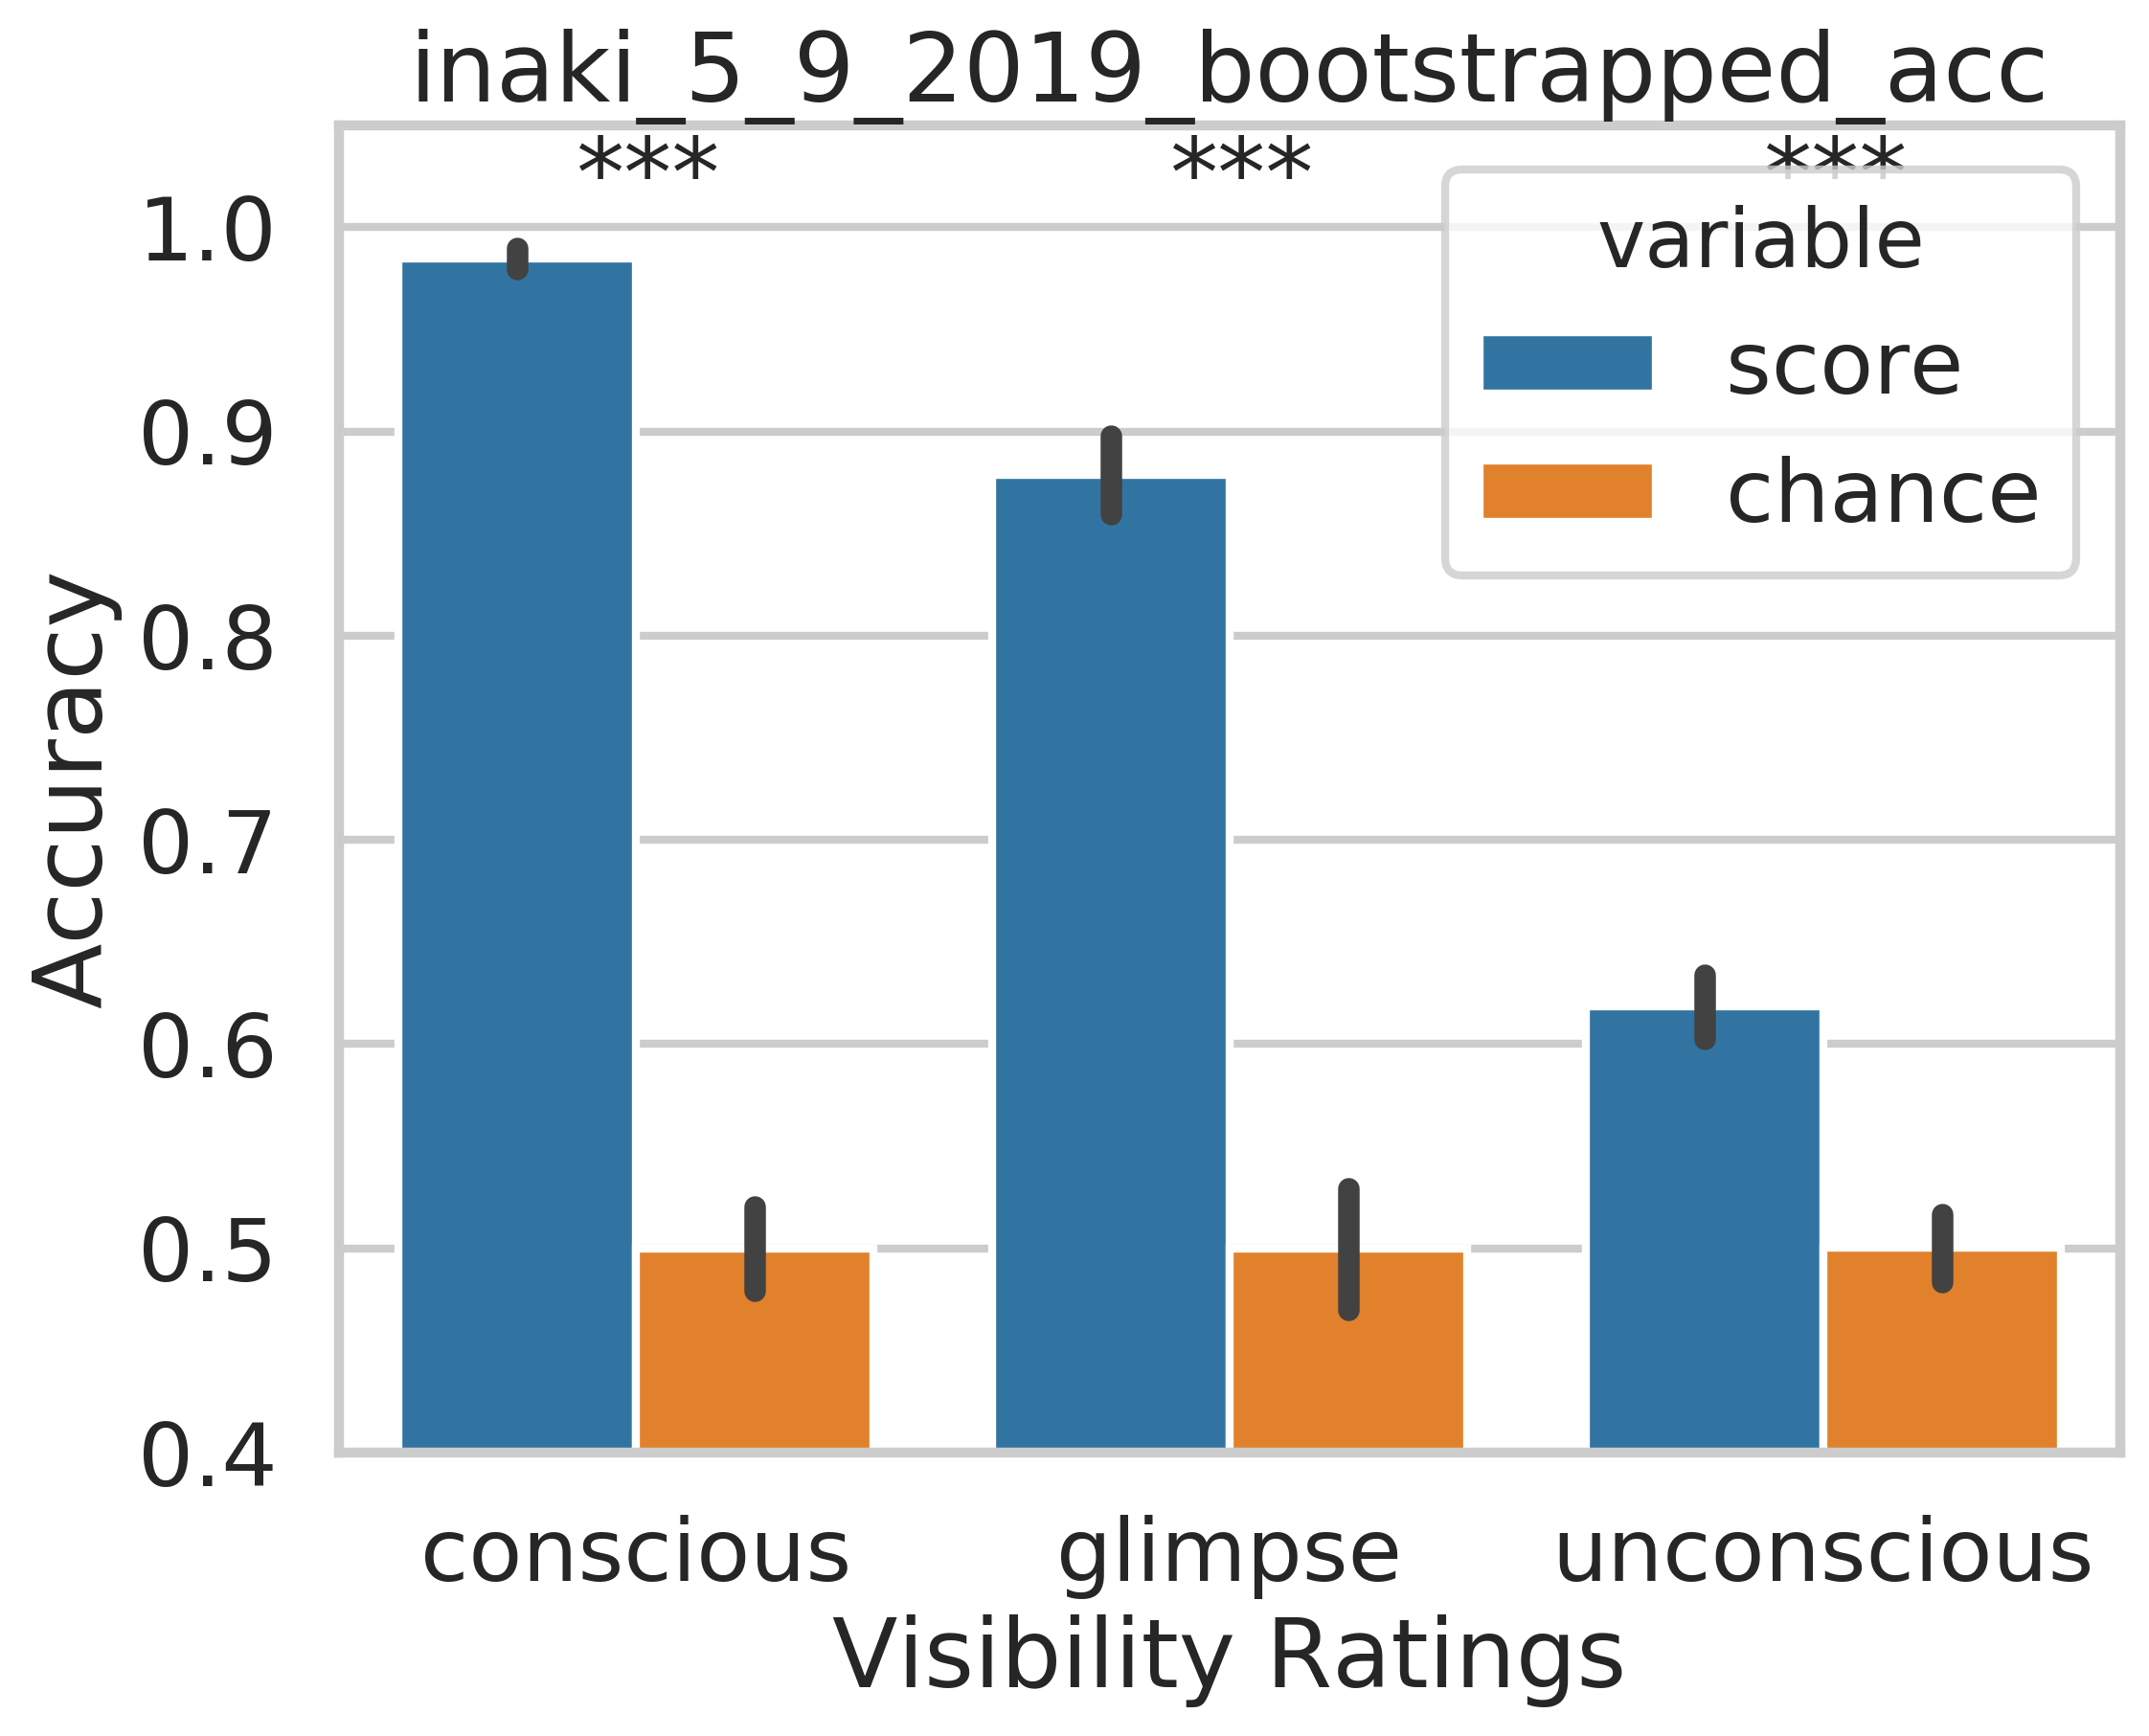 inaki_5_9_2019_bootstrapped_acc
*** *** ***
variable
score
chance
Accuracy
1.0
0.9
0.8
0.7
0.6
0.5
0.4
conscious glimpse unconscious
Visibility Ratings